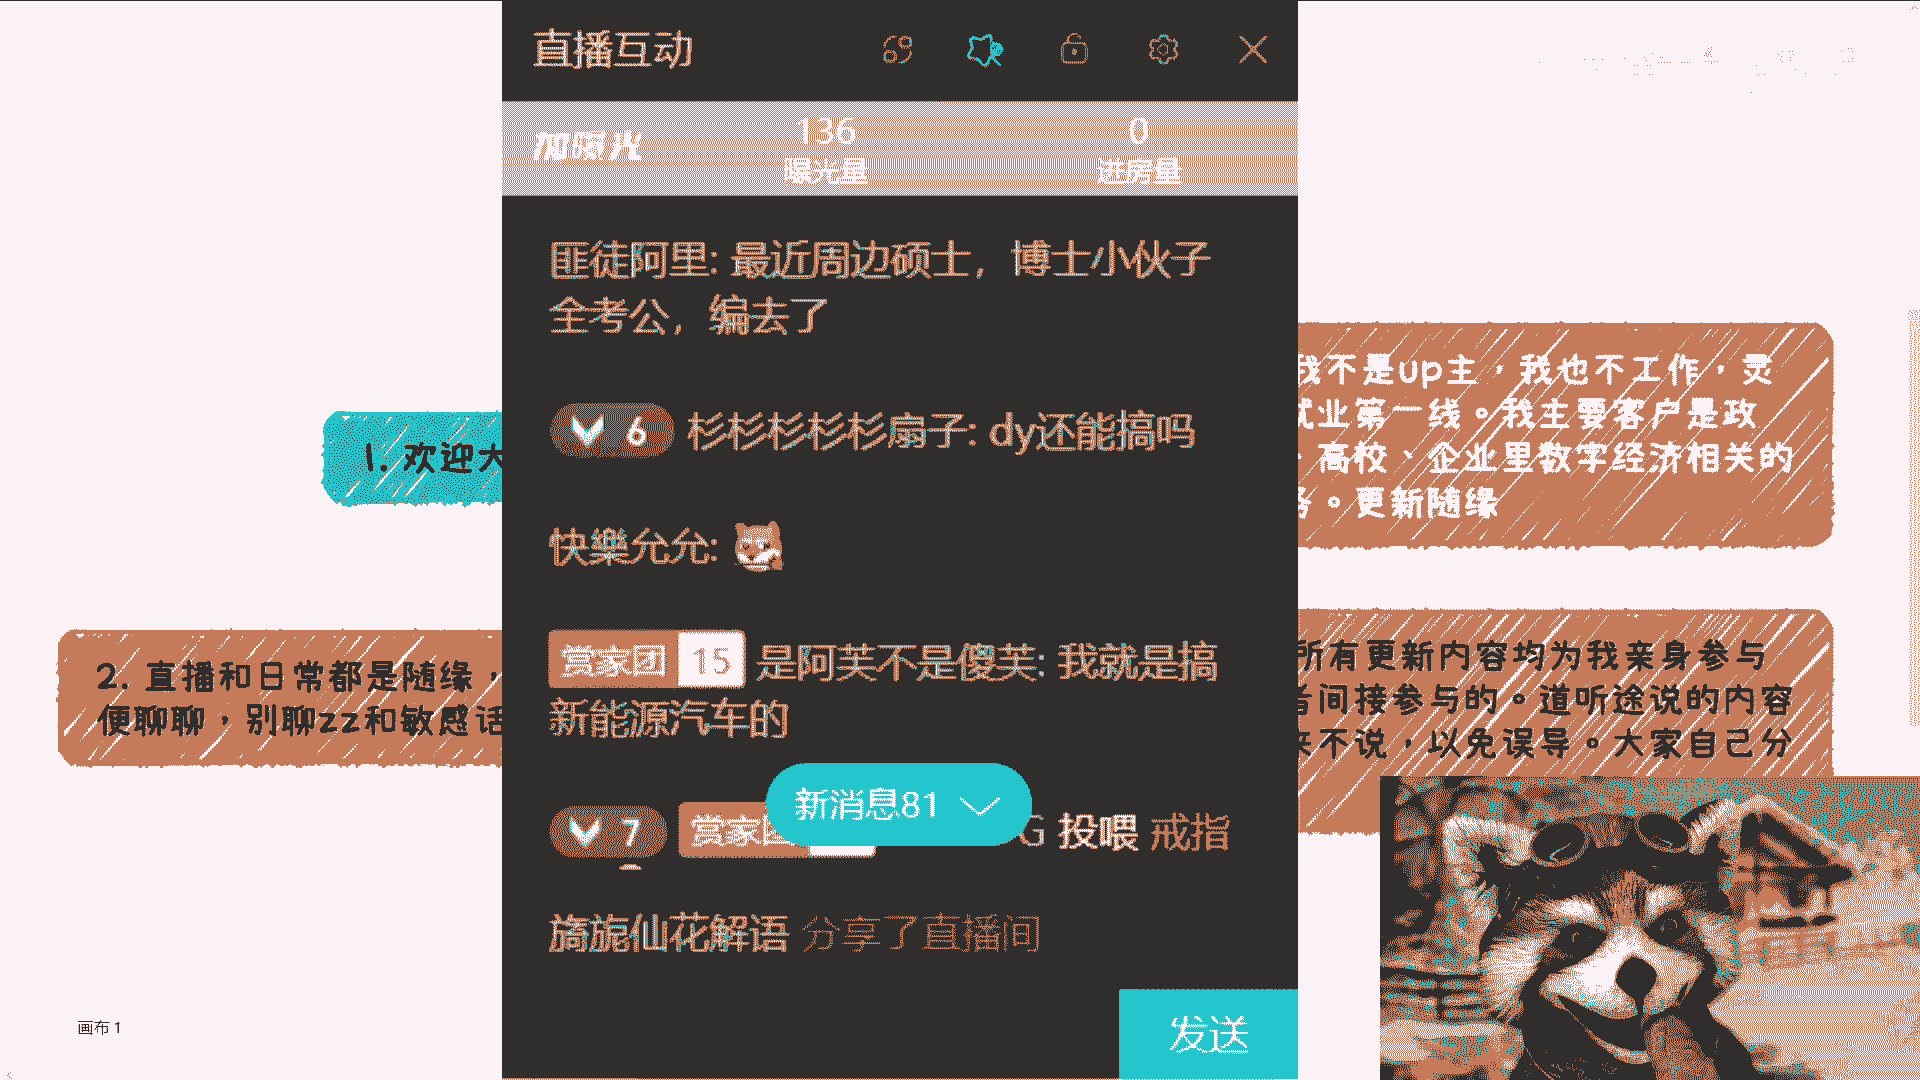 直播互动
加曝光
136
曝光量
0
进房量
匪徒阿里: 最近周边硕士，博士小伙子
全考公，编去了
6 杉杉杉杉杉扇子: dy还能搞吗
快樂允允:
赏家团 15 是阿芙不是傻芙: 我就是搞
新能源汽车的
新消息81
7 赏家 G 投喂 戒指
旖旎仙花解语 分享了直播间
发送
1. 欢迎大
2. 直播和日常都是随缘，
便聊聊，别聊zz和敏感话
我不是up主，我也不工作，灵
就业第一线。我主要客户是政
、高校、企业里数字经济相关的
。更新随缘
所有更新内容均为我亲身参与
者间接参与的。道听途说的内容
来不说，以免误导。大家自己分
画布 1